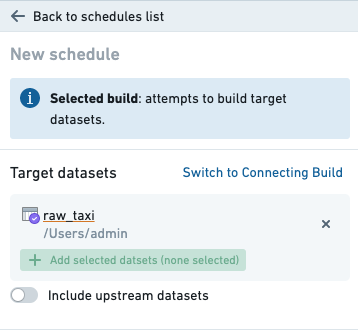 Back to schedules list
New schedule
Selected build: attempts to build target
datasets.
Target datasets
Switch to Connecting Build
raw_taxi
/Users/admin
Add selected datsets (none selected)
Include upstream datasets